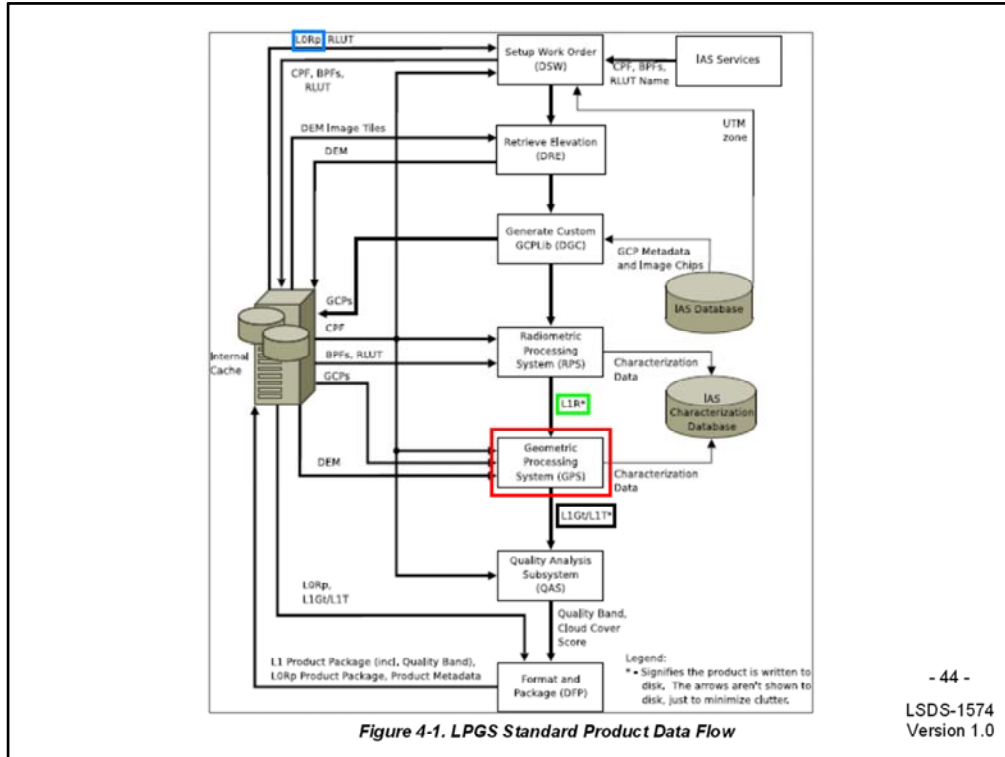 L0Rp, RLUT
Setup Work Order
(DSW)
IAS Services
CPF, BPFs,
RLUT
CPF, BPFs,
RLUT Name
UTM
zone
DEM Image Tiles
DEM
Retrieve Elevation
(DRE)
Generate Custom
GCPLib (DGC)
GCP Metadata
and Image Chips
IAS Database
GCPs
CPF
Internal
Cache
BPFs, RLUT
GCPs
Radiometric
Processing
System (RPS)
Characterization
Data
L1R*
IAS
Characterization
Database
Geometric
Processing
System (GPS)
DEM
Characterization
Data
L1Gt/L1T*
Quality Analysis
Subsystem
(QAS)
L0Rp,
L1Gt/L1T
Quality Band,
Cloud Cover
Score
L1 Product Package (incl. Quality Band),
L0Rp Product Package, Product Metadata
Format and
Package (DFP)
Legend:
* - Signifies the product is written to
disk. The arrows aren't shown to
disk, just to minimize clutter.
Figure 4-1. LPGS Standard Product Data Flow
- 44 -
LSDS-1574
Version 1.0